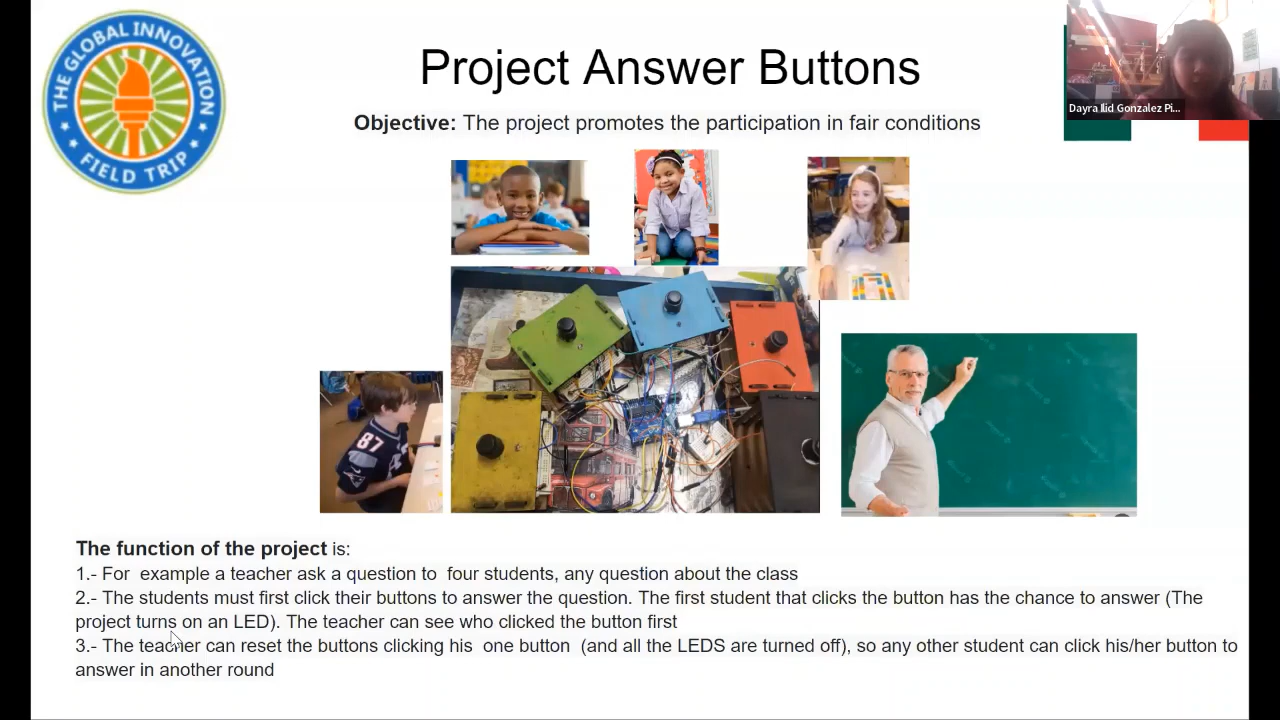 THE GLOBAL INNOVATION
FIELD TRIP
Project Answer Buttons
Dayra Ilid Gonzalez Pi...
Objective: The project promotes the participation in fair conditions
87
The function of the project is:
1.- For  example a teacher ask a question to  four students, any question about the class
2.- The students must first click their buttons to answer the question. The first student that clicks the button has the chance to answer (The
project turns on an LED). The teacher can see who clicked the button first
3.- The teacher can reset the buttons clicking his  one button  (and all the LEDS are turned off), so any other student can click his/her button to
answer in another round